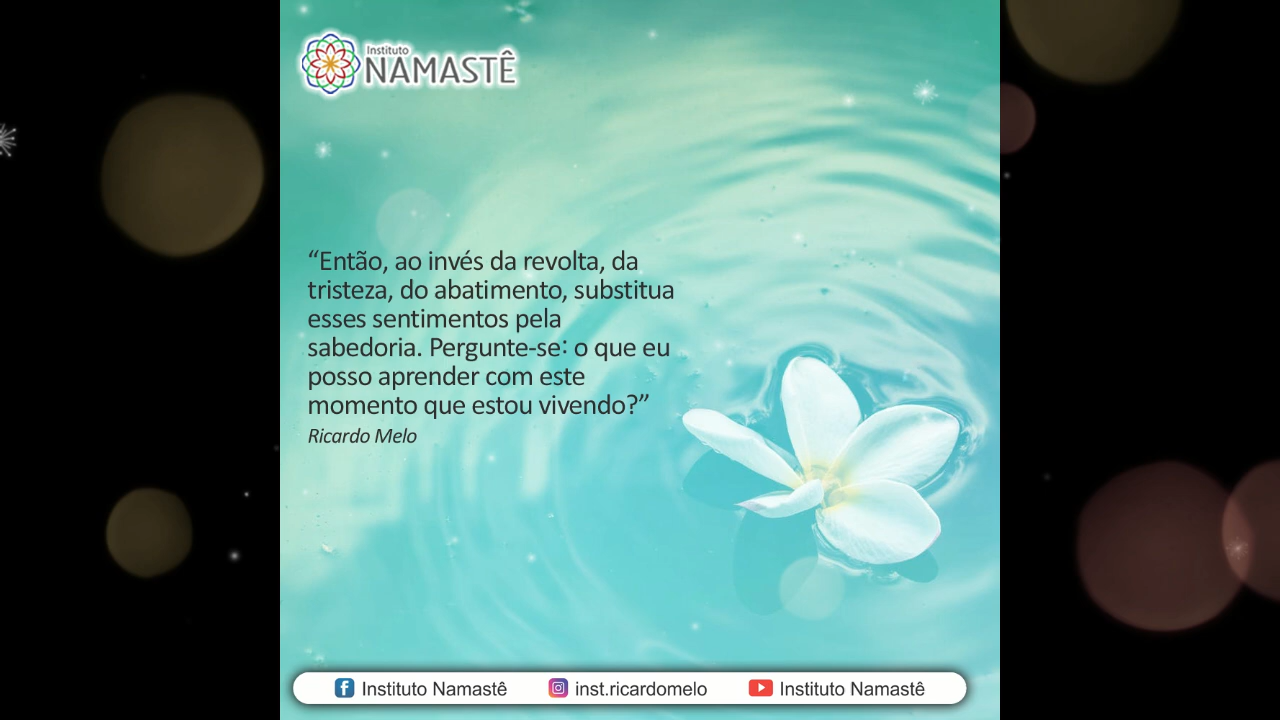 Instituto
NAMASTÊ
“Então, ao invés da revolta, da
tristeza, do abatimento, substitua
esses sentimentos pela
sabedoria. Pergunte-se: o que eu
posso aprender com este
momento que estou vivendo?”
Ricardo Melo
Instituto Namastê inst.ricardomelo Instituto Namastê